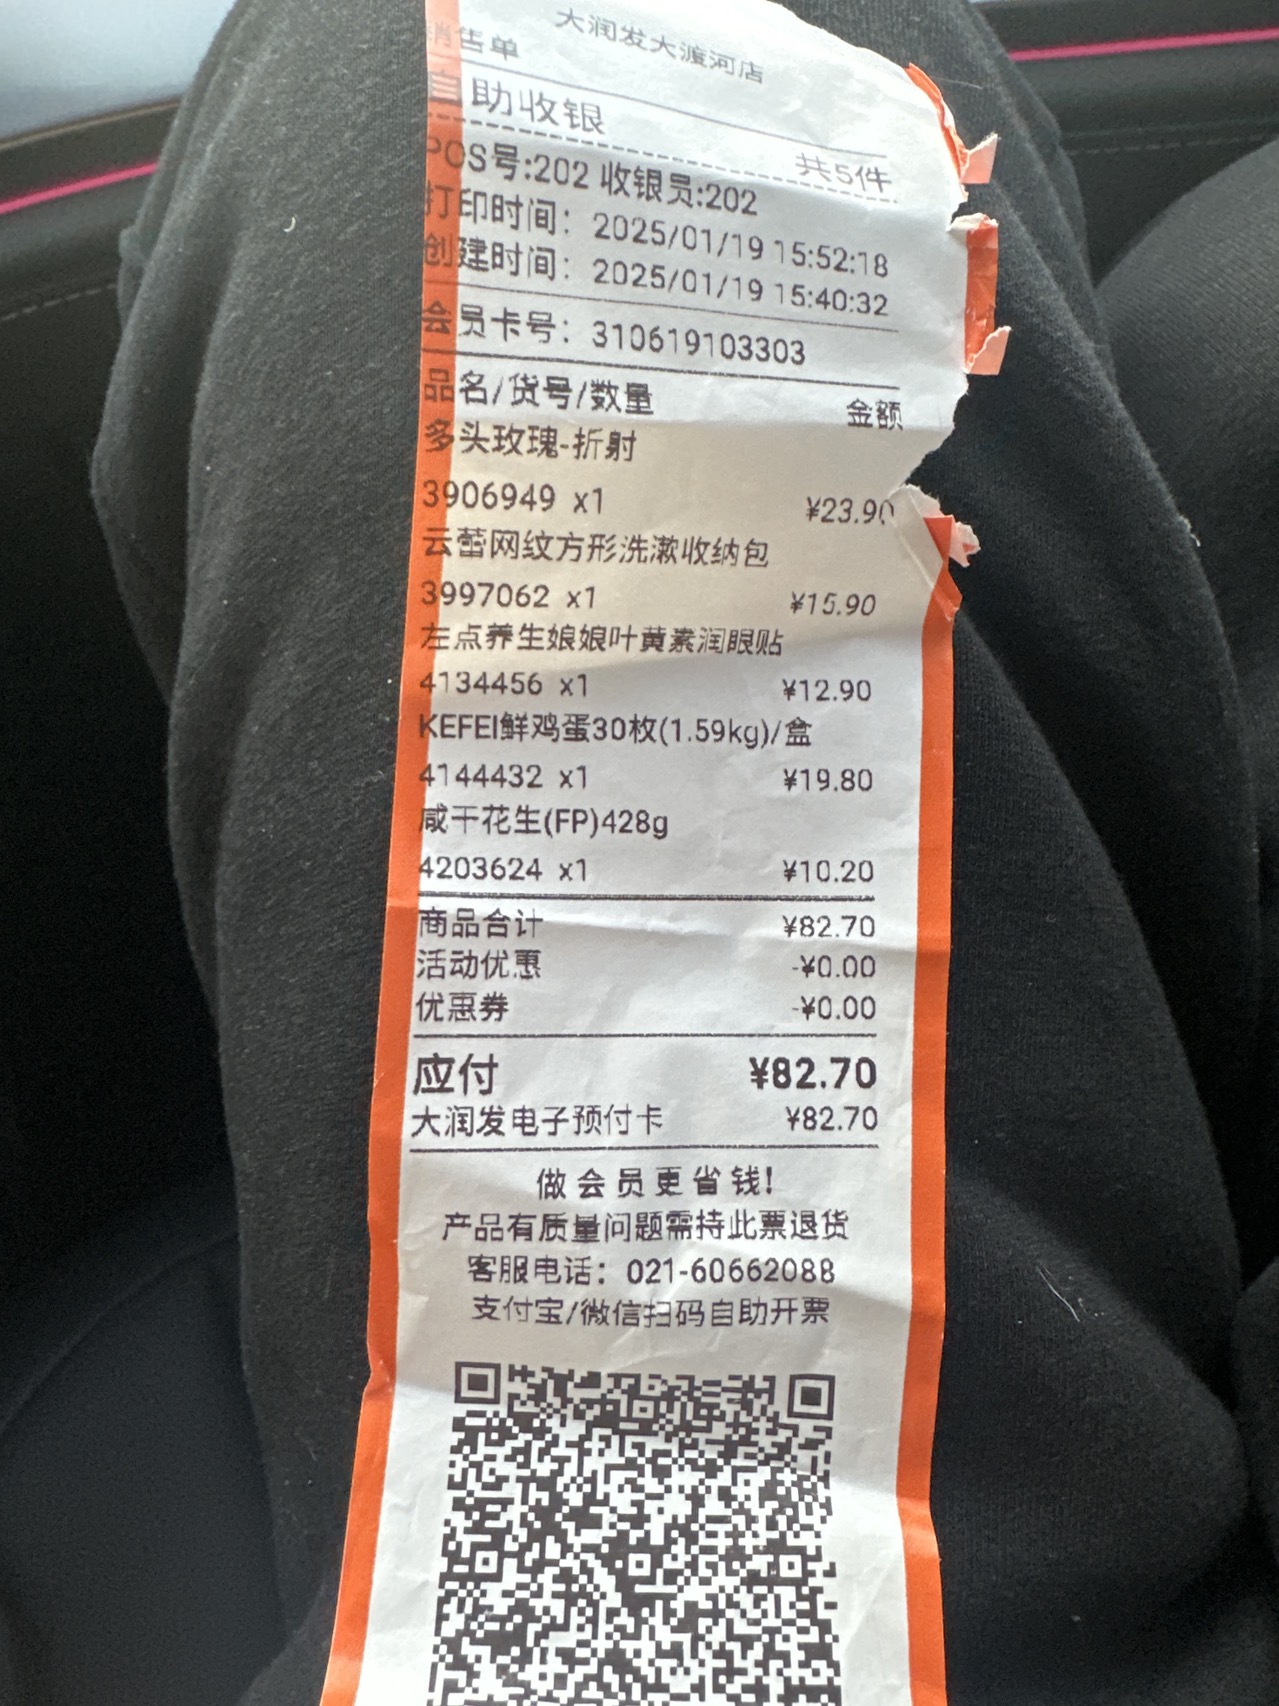 大润发大渡河店
销售单
自助收银
共5件
POS号:202 收银员:202
打印时间：2025/01/19 15:52:18
创建时间：2025/01/19 15:40:32
会员卡号：310619103303
品名/货号/数量 金额
多头玫瑰-折射
3906949 x1 ¥23.90
云蕾网纹方形洗漱收纳包
3997062 x1 ¥15.90
左点养生娘娘叶黄素润眼贴
4134456 x1 ¥12.90
KEFEI鲜鸡蛋30枚(1.59kg)/盒
4144432 x1 ¥19.80
咸干花生(FP)428g
4203624 x1 ¥10.20
商品合计 ¥82.70
活动优惠 -¥0.00
优惠券 -¥0.00
应付 ¥82.70
大润发电子预付卡 ¥82.70
做会员更省钱!
产品有质量问题需持此票退货
客服电话：021-60662088
支付宝/微信扫码自助开票